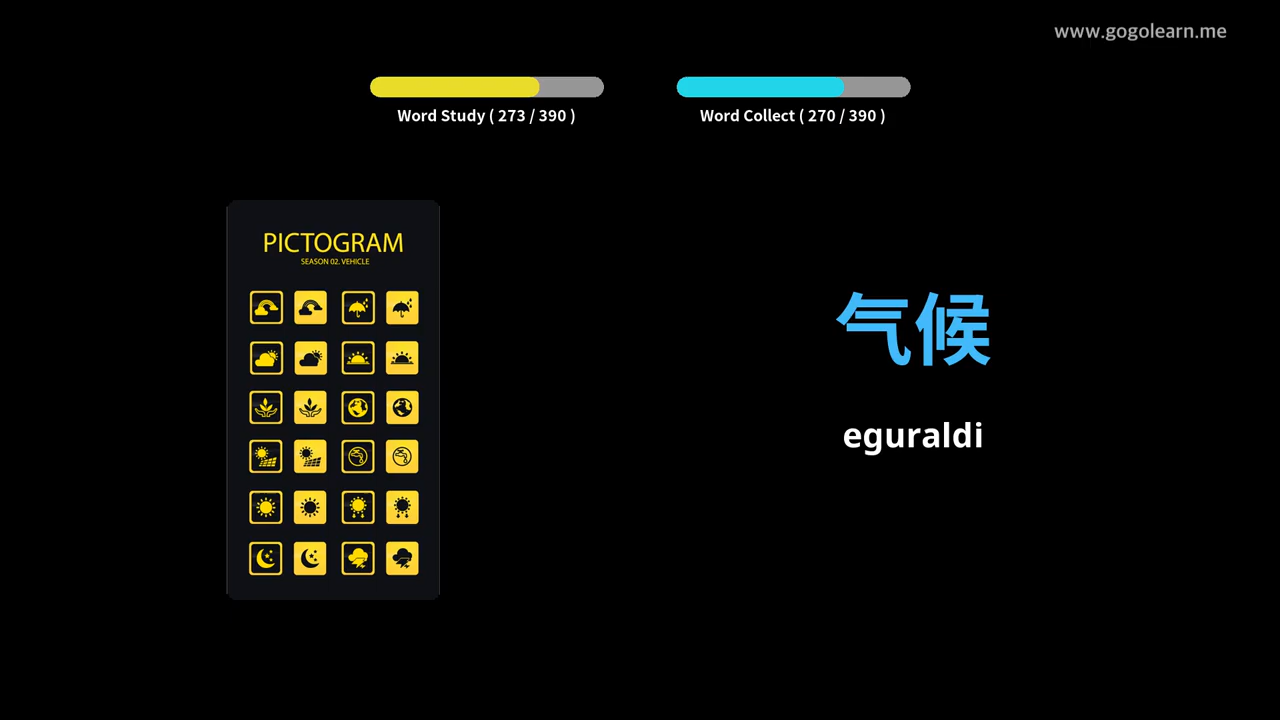 www.gogolearn.me
Word Study ( 273 / 390 )
Word Collect ( 270 / 390 )
PICTOGRAM
SEASON 02. VEHICLE
气候
eguraldi